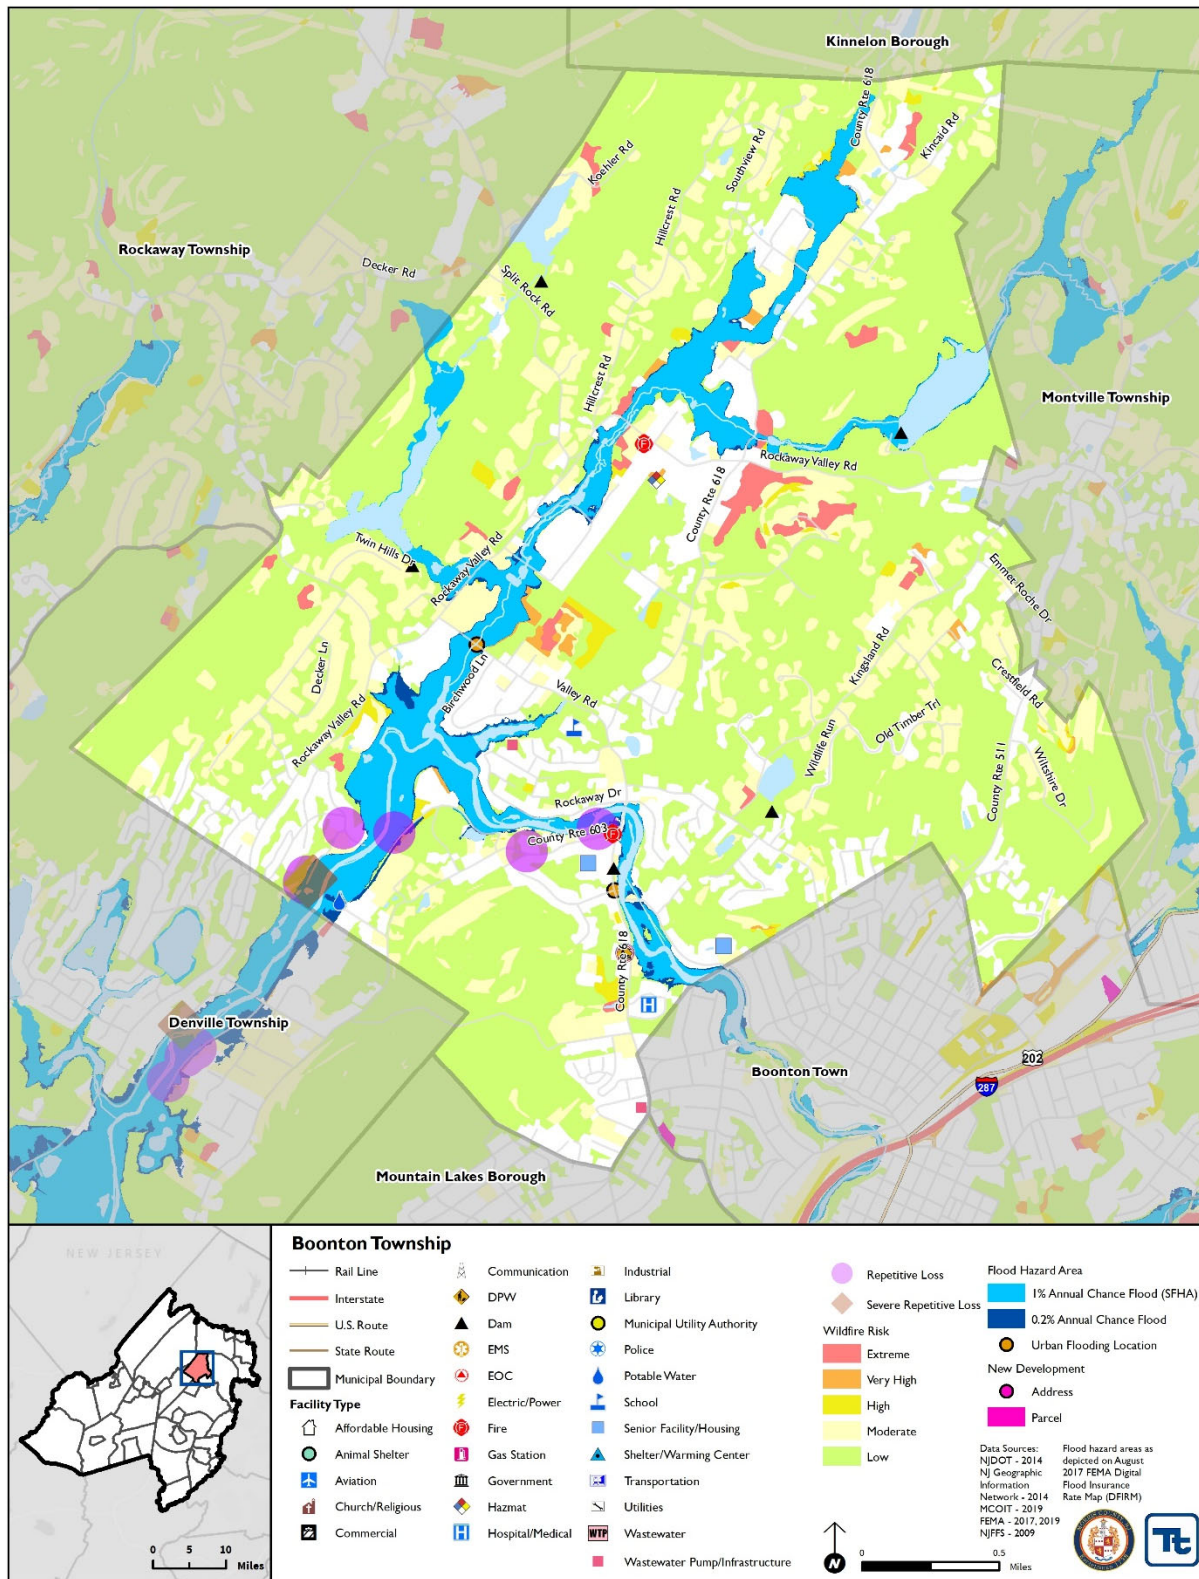 Kinnelon Borough
County Rte 618
Kincaid Rd
Southview Rd
Koehler Rd
Hillcrest Rd
Rockaway Township
Decker Rd
Split Rock Rd
Hillcrest Rd
Montville Township
Rockaway Valley Rd
County Rte 618
Twin Hills Dr
Rockaway Valley Rd
Emmer-Roche Dr
Kingsland Rd
Decker Ln
Birchwood Ln
Valley Rd
Crestfield Rd
Rockaway Valley Rd
Old Timber Trl
Wildlife Run
County Rte 511
Wiltshire Dr
Rockaway Dr
County Rte 603
F
F
County Rte 618
H
Denville Township
Boonton Town
202
287
Mountain Lakes Borough
NEW JERSEY
0 5 10
Miles
Boonton Township
Rail Line
Interstate
U.S. Route
State Route
Municipal Boundary
Facility Type
Affordable Housing
Animal Shelter
Aviation
Church/Religious
Commercial
Communication
DPW
Dam
EMS
EOC
Electric/Power
Fire
Gas Station
Government
Hazmat
Hospital/Medical
Industrial
Library
Municipal Utility Authority
Police
Potable Water
School
Senior Facility/Housing
Shelter/Warming Center
Transportation
Utilities
WTP Wastewater
Wastewater Pump/Infrastructure
Repetitive Loss
Severe Repetitive Loss
Wildfire Risk
Extreme
Very High
High
Moderate
Low
Flood Hazard Area
1% Annual Chance Flood (SFHA)
0.2% Annual Chance Flood
Urban Flooding Location
New Development
Address
Parcel
Data Sources:
NJDOT - 2014
NJ Geographic
Information
Network - 2014
MCOIT - 2019
FEMA - 2017, 2019
NJFFS - 2009
Flood hazard areas as
depicted on August
2017 FEMA Digital
Flood Insurance
Rate Map (DFIRM)
N
0 0.5
Miles
Tt